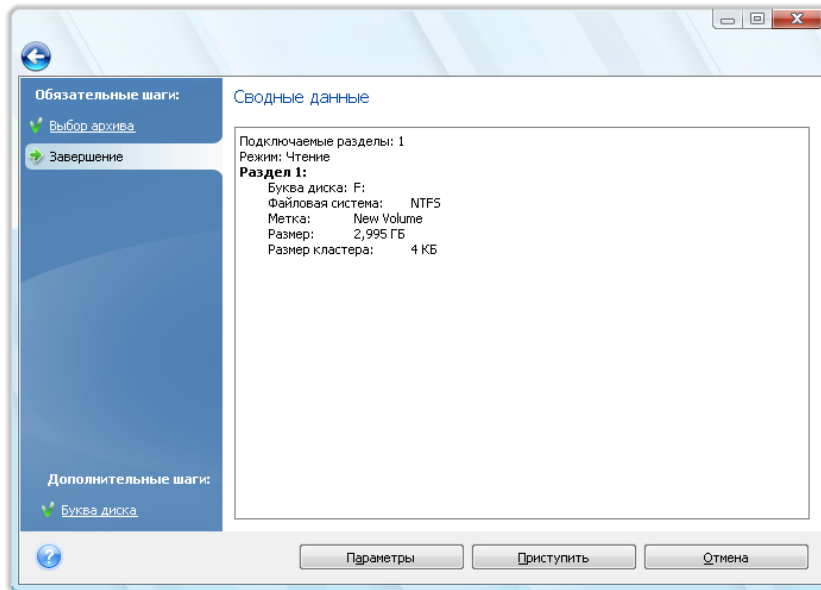 Обязательные шаги:
Выбор архива
Завершение
Дополнительные шаги:
Буква диска
Сводные данные
Подключаемые разделы: 1
Режим: Чтение
Раздел 1:
Буква диска: F:
Файловая система: NTFS
Метка: New Volume
Размер: 2,995 ГБ
Размер кластера: 4 КБ
Параметры
Приступить
Отмена